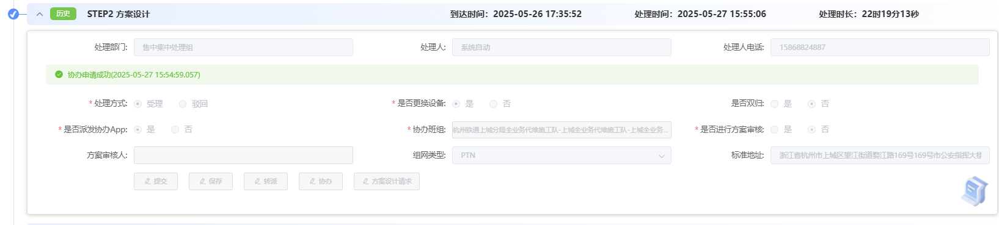 历史 STEP2 方案设计 到达时间：2025-05-26 17:35:52 处理时间：2025-05-27 15:55:06 处理时长：22时19分13秒
处理部门: 售中集中处理组 处理人: 系统自动 处理人电话: 15868824887
协办申请成功(2025-05-27 15:54:59.057)
* 处理方式: 受理 驳回 * 是否更换设备: 是 否 是否双归: 是 否
* 是否派发协办App: 是 否 * 协办班组: 杭州铁通上城分局全业务代维施工队-上城全业务代维施工队-上城全业务... * 是否进行方案审核: 是 否
方案审核人: 组网类型: PTN 标准地址: 浙江省杭州市上城区望江街道婺江路169号169号市公安指挥大楼
提交 保存 转派 协办 方案设计请求